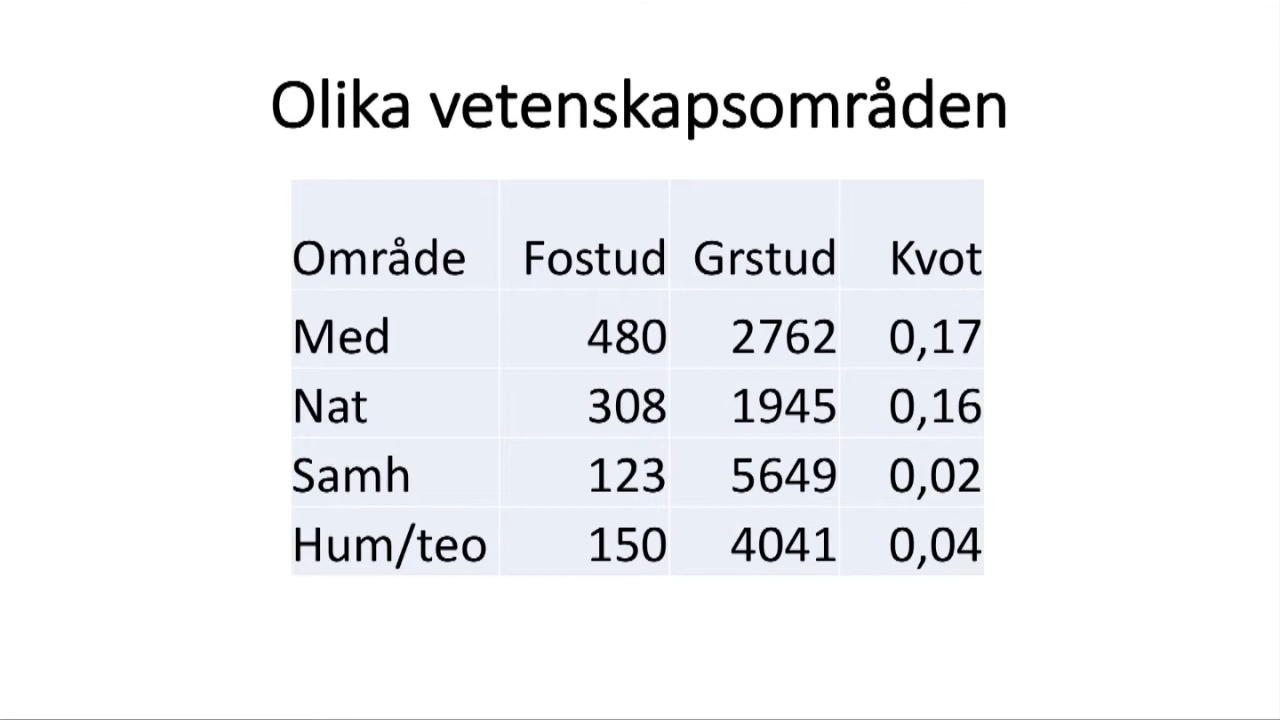 Olika vetenskapsområden
Område Fostud Grstud Kvot
Med 480 2762 0,17
Nat 308 1945 0,16
Samh 123 5649 0,02
Hum/teo 150 4041 0,04